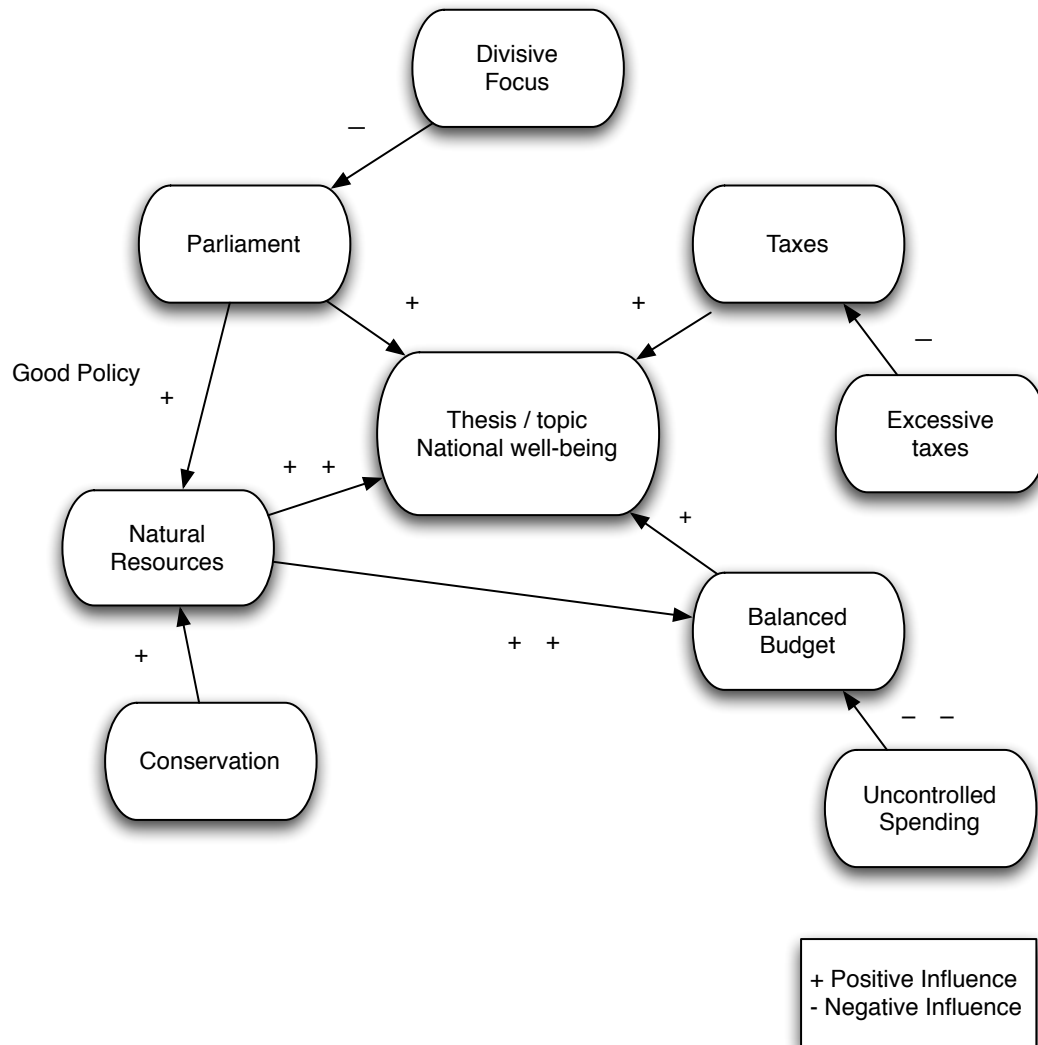 Divisive
Focus
–
Parliament
Taxes
+
+
–
Good Policy
+
Thesis / topic
National well-being
Excessive
taxes
+ +
+
Natural
Resources
Balanced
Budget
+
+ +
– –
Conservation
Uncontrolled
Spending
+ Positive Influence
- Negative Influence